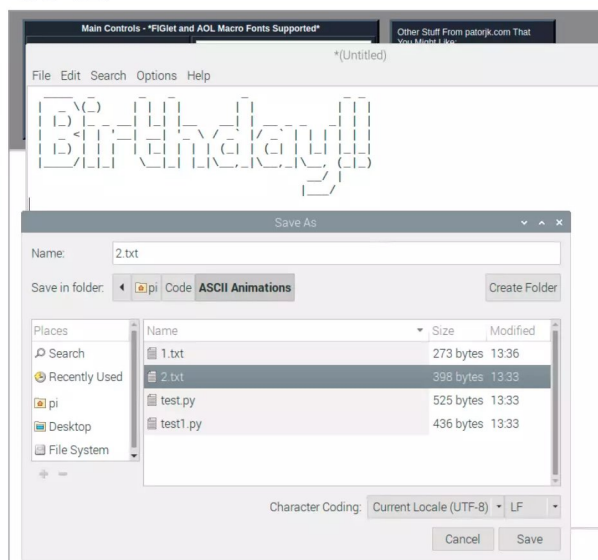 Main Controls - *FIGlet and AOL Macro Fonts Supported*
Other Stuff From patorjk.com That
You Might Like:
*(Untitled)
File Edit Search Options Help
Birthday!!
Save As
Name: 2.txt
Save in folder: pi Code ASCII Animations Create Folder
Places Name Size Modified
Search 1.txt 273 bytes 13:36
Recently Used 2.txt 398 bytes 13:33
pi test.py 525 bytes 13:33
Desktop test1.py 436 bytes 13:33
File System
Character Coding: Current Locale (UTF-8) LF
Cancel Save